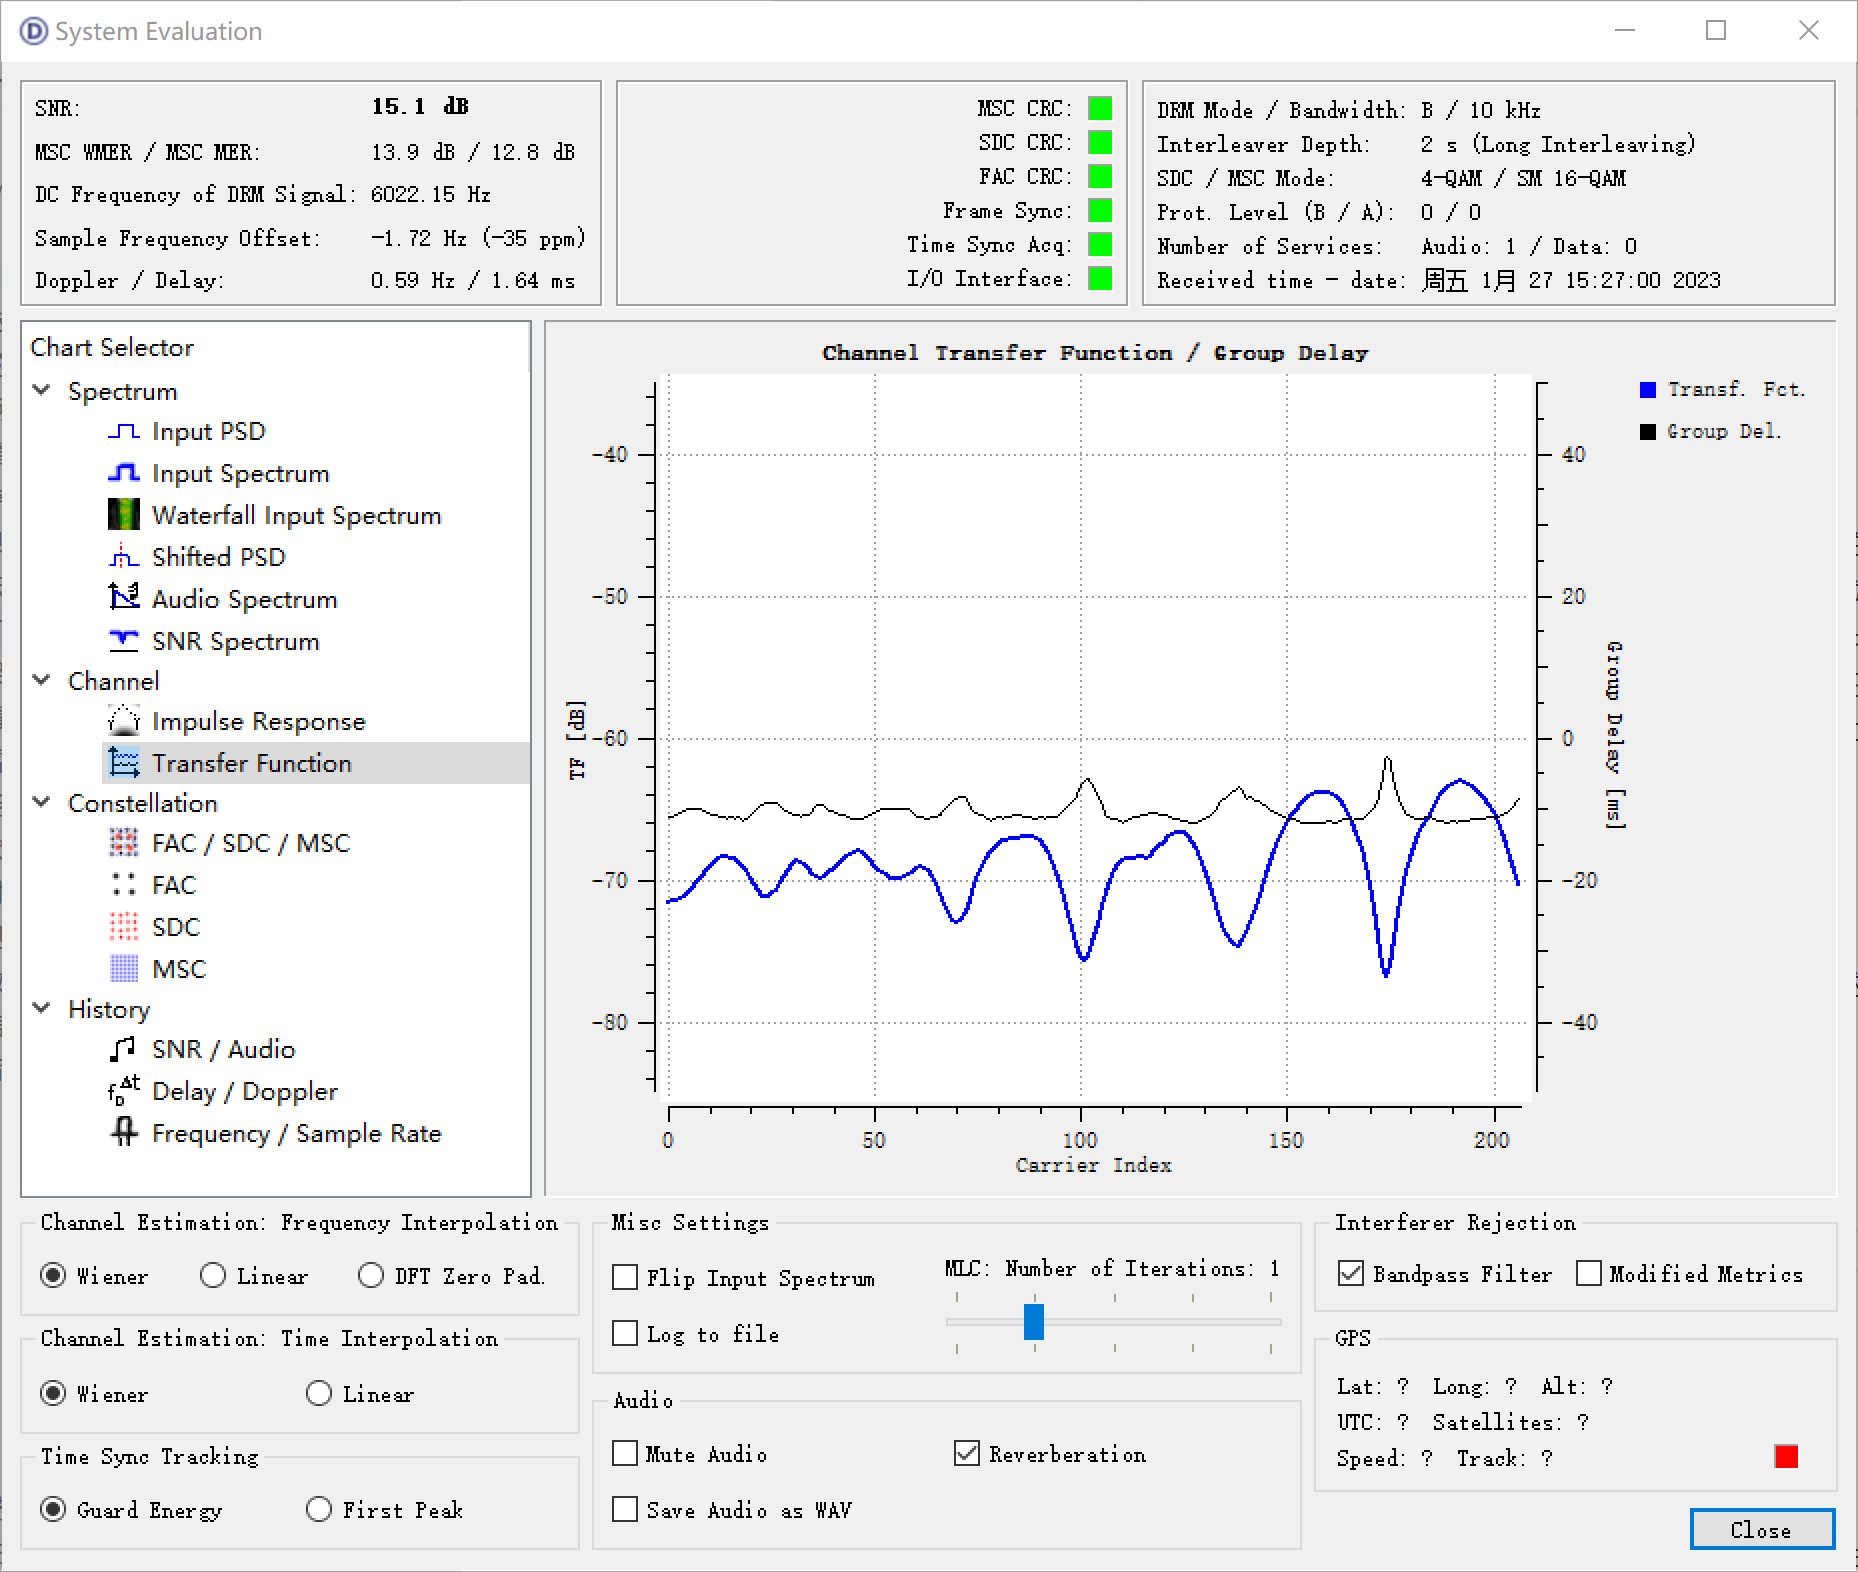 System Evaluation
SNR: 15.1 dB
MSC WMER / MSC MER: 13.9 dB / 12.8 dB
DC Frequency of DRM Signal: 6022.15 Hz
Sample Frequency Offset: -1.72 Hz (-35 ppm)
Doppler / Delay: 0.59 Hz / 1.64 ms
MSC CRC:
SDC CRC:
FAC CRC:
Frame Sync:
Time Sync Acq:
I/O Interface:
DRM Mode / Bandwidth: B / 10 kHz
Interleaver Depth: 2 s (Long Interleaving)
SDC / MSC Mode: 4-QAM / SM 16-QAM
Prot. Level (B / A): 0 / 0
Number of Services: Audio: 1 / Data: 0
Received time - date: 周五 1月 27 15:27:00 2023
Chart Selector
Spectrum
Input PSD
Input Spectrum
Waterfall Input Spectrum
Shifted PSD
Audio Spectrum
SNR Spectrum
Channel
Impulse Response
Transfer Function
Constellation
FAC / SDC / MSC
FAC
SDC
MSC
History
SNR / Audio
Delay / Doppler
Frequency / Sample Rate
Channel Transfer Function / Group Delay
Transf. Fct.
Group Del.
TF [dB]
-40
-50
-60
-70
-80
40
20
0
-20
-40
Group Delay [ms]
0 50 100 150 200
Carrier Index
Channel Estimation: Frequency Interpolation
Wiener Linear DFT Zero Pad.
Channel Estimation: Time Interpolation
Wiener Linear
Time Sync Tracking
Guard Energy First Peak
Misc Settings
Flip Input Spectrum
Log to file
MLC: Number of Iterations: 1
Audio
Mute Audio Reverberation
Save Audio as WAV
Interferer Rejection
Bandpass Filter Modified Metrics
GPS
Lat: ? Long: ? Alt: ?
UTC: ? Satellites: ?
Speed: ? Track: ?
Close